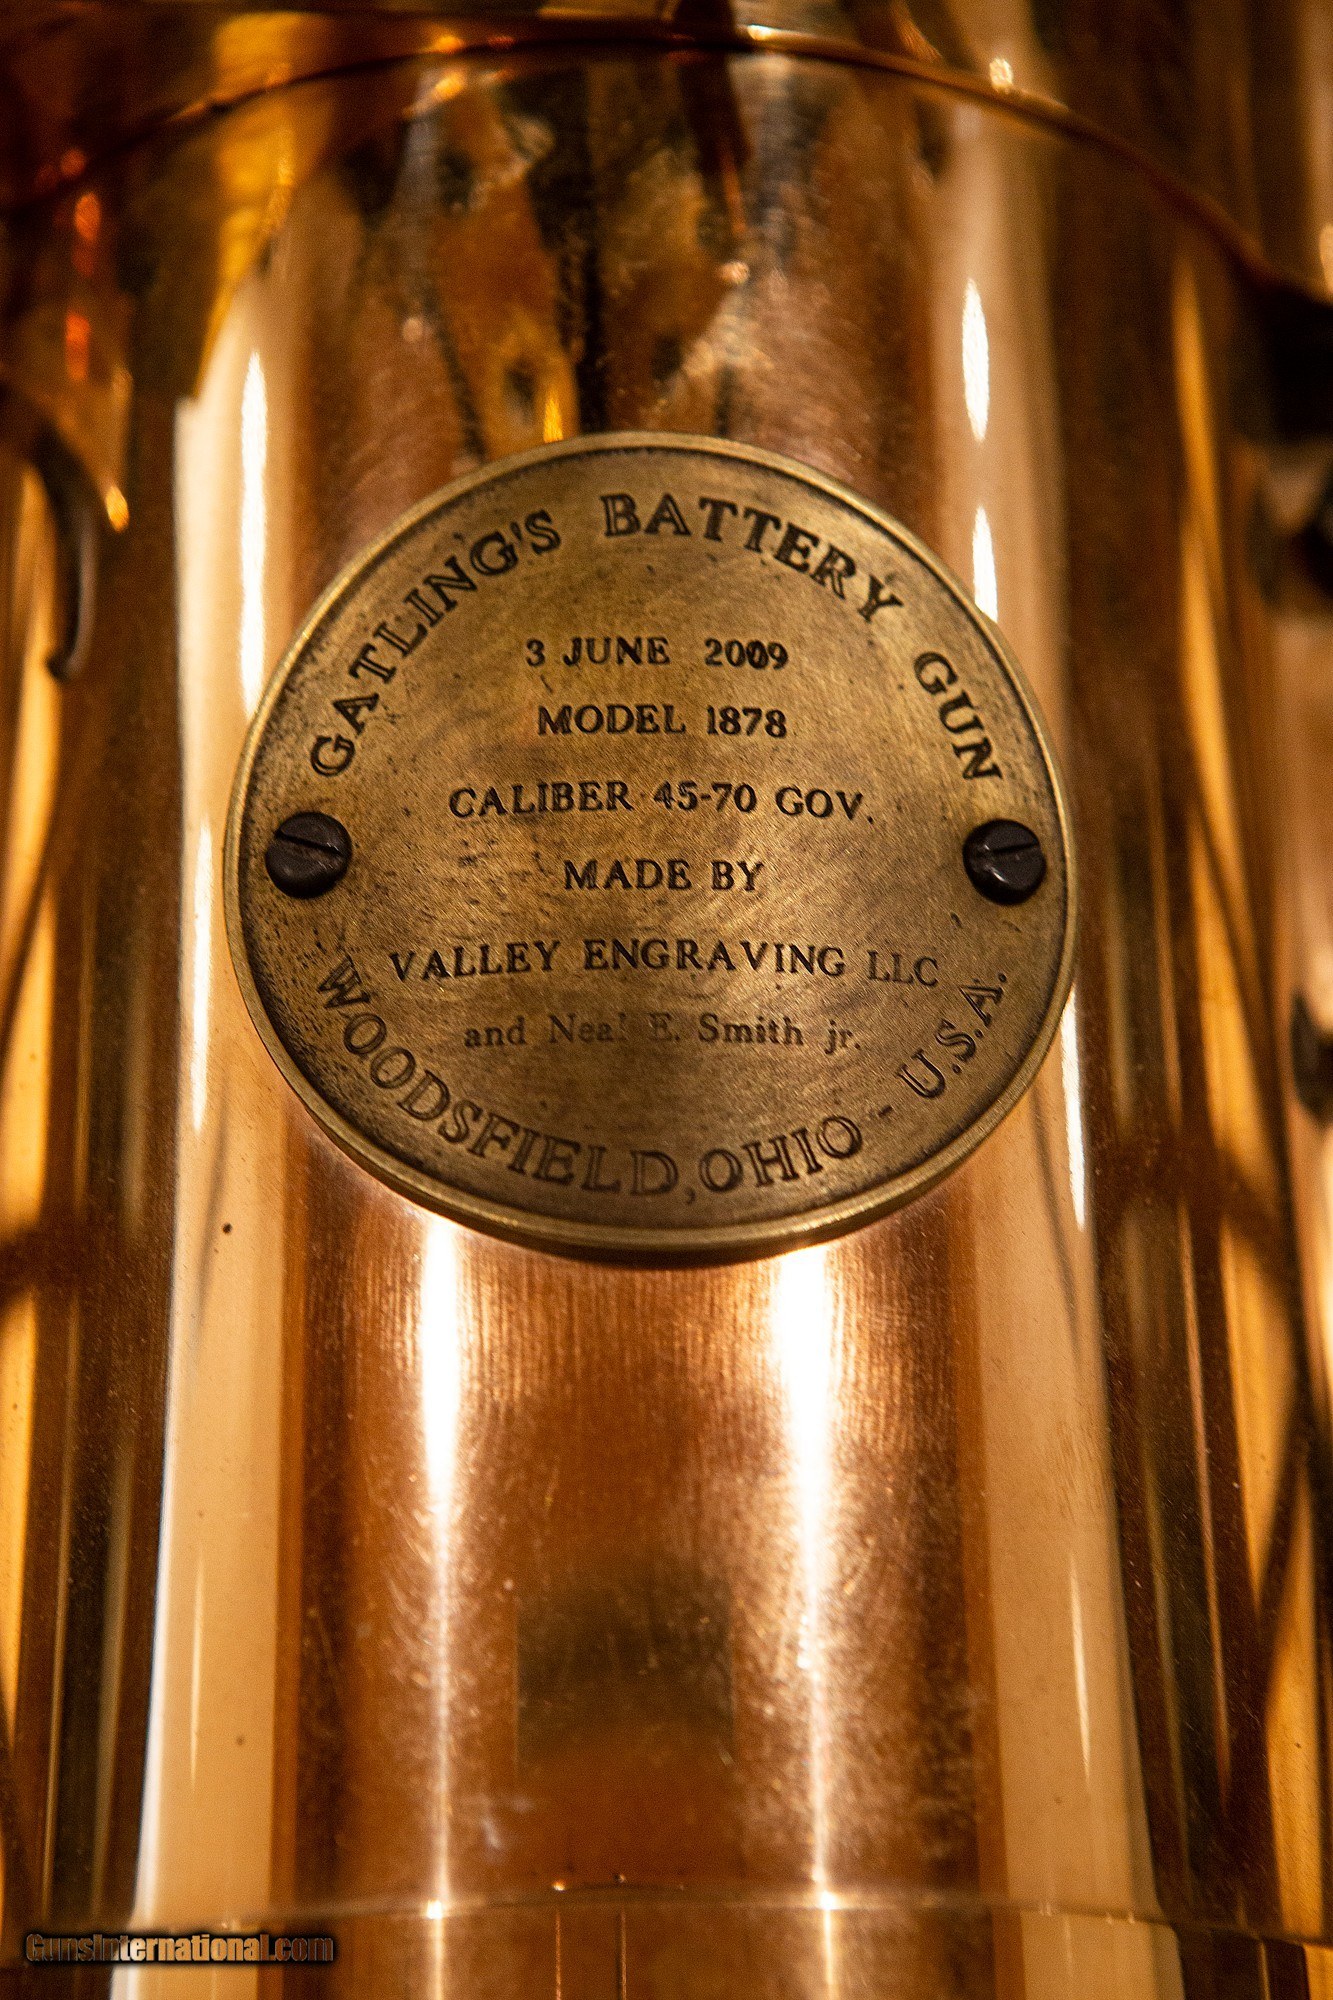 GATLING'S BATTERY GUN
3 JUNE 2009
MODEL 1878
CALIBER 45-70 GOV.
MADE BY
VALLEY ENGRAVING LLC
and Neal E. Smith jr.
WOODSFIELD, OHIO - U.S.A.
GunsInternational.com